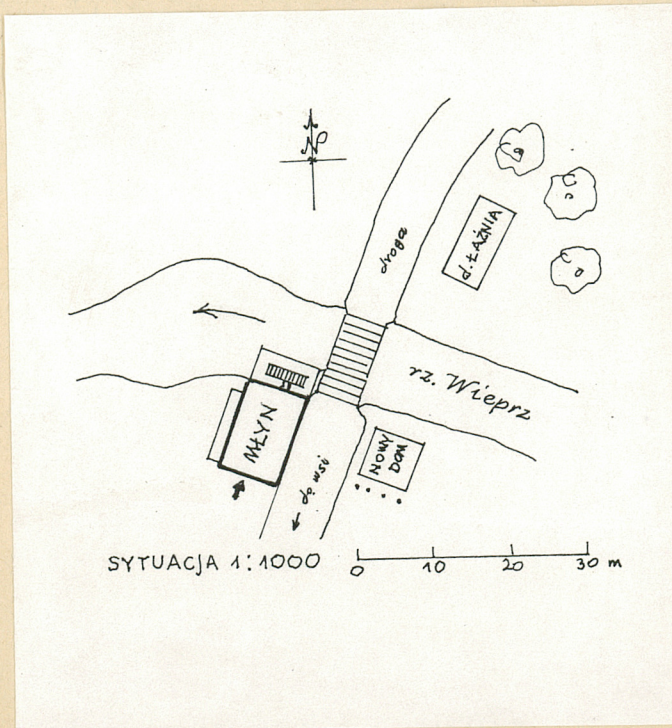 N
droga
d. ŁAŹNIA
rz. Wieprz
MŁYN
NOWY
DOM
do wsi
SYTUACJA 1:1000
0 10 20 30 m